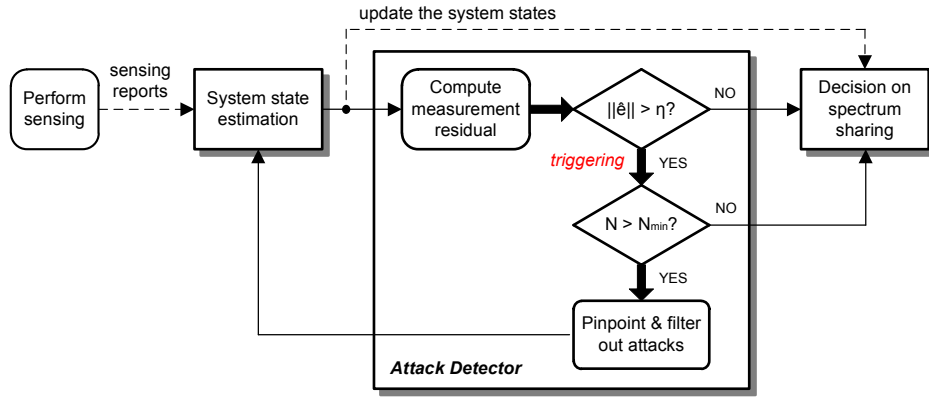 update the system states
sensing
reports
Perform
sensing
System state
estimation
Compute
measurement
residual
||ê|| > η?
NO
Decision on
spectrum
sharing
triggering
YES
N > Nmin?
NO
YES
Pinpoint & filter
out attacks
Attack Detector